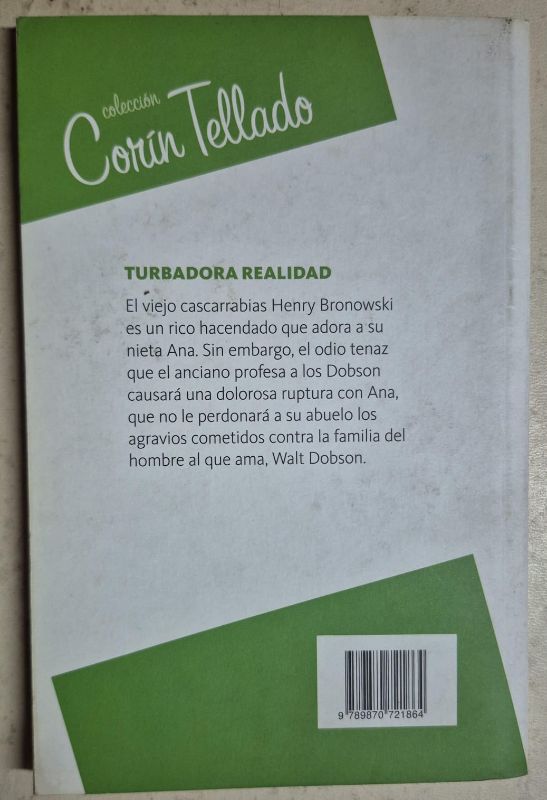 colección
Corín Tellado
TURBADORA REALIDAD
El viejo cascarrabias Henry Bronowski
es un rico hacendado que adora a su
nieta Ana. Sin embargo, el odio tenaz
que el anciano profesa a los Dobson
causará una dolorosa ruptura con Ana,
que no le perdonará a su abuelo los
agravios cometidos contra la familia del
hombre al que ama, Walt Dobson.
9 789870 721864